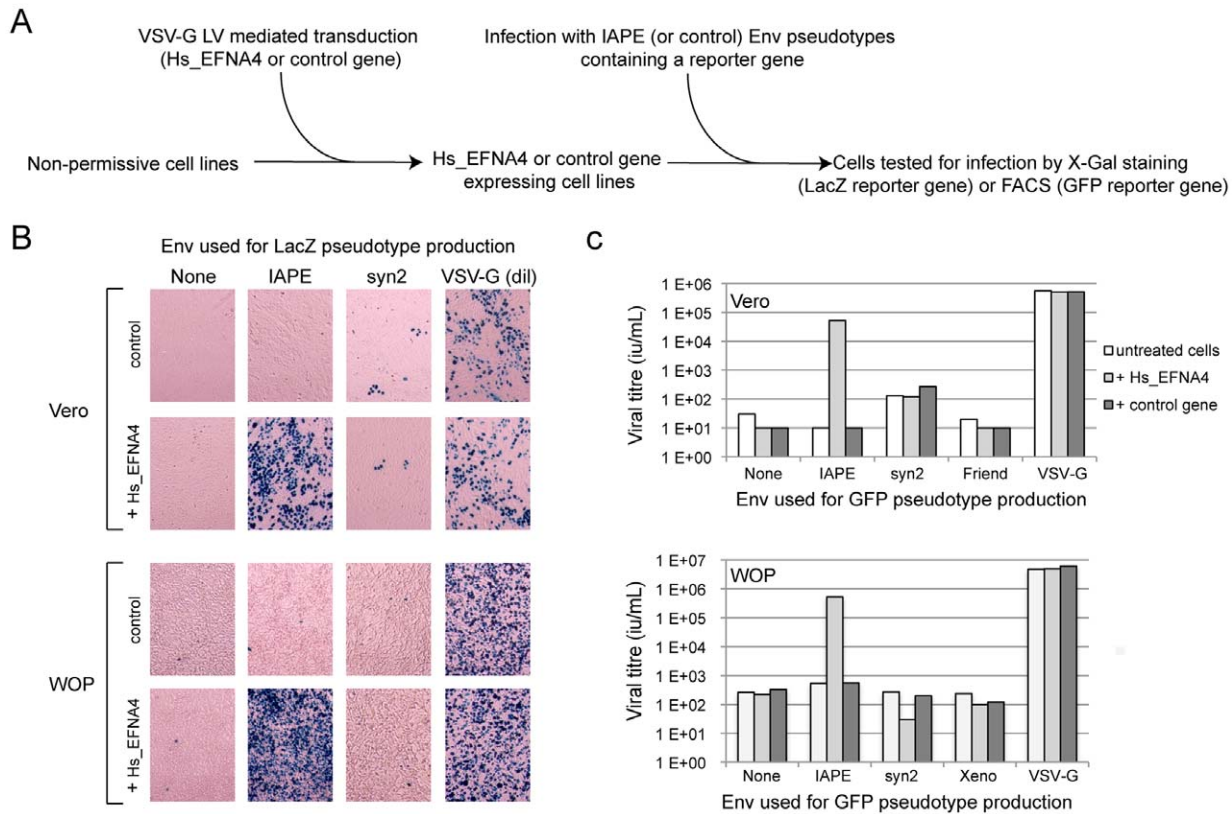 A
VSV-G LV mediated transduction
(Hs_EFNA4 or control gene)
Infection with IAPE (or control) Env pseudotypes
containing a reporter gene
Non-permissive cell lines
Hs_EFNA4 or control gene
expressing cell lines
Cells tested for infection by X-Gal staining
(LacZ reporter gene) or FACS (GFP reporter gene)
B
Env used for LacZ pseudotype production
None IAPE syn2 VSV-G (dil)
Vero
control
+ Hs_EFNA4
WOP
control
+ Hs_EFNA4
c
Viral titre (iu/mL)
1 E+06
1 E+05
1 E+04
1 E+03
1 E+02
1 E+01
1 E+00
Vero
None IAPE syn2 Friend VSV-G
Env used for GFP pseudotype production
untreated cells
+ Hs_EFNA4
+ control gene
Viral titre (iu/mL)
1 E+07
1 E+06
1 E+05
1 E+04
1 E+03
1 E+02
1 E+01
1 E+00
WOP
None IAPE syn2 Xeno VSV-G
Env used for GFP pseudotype production